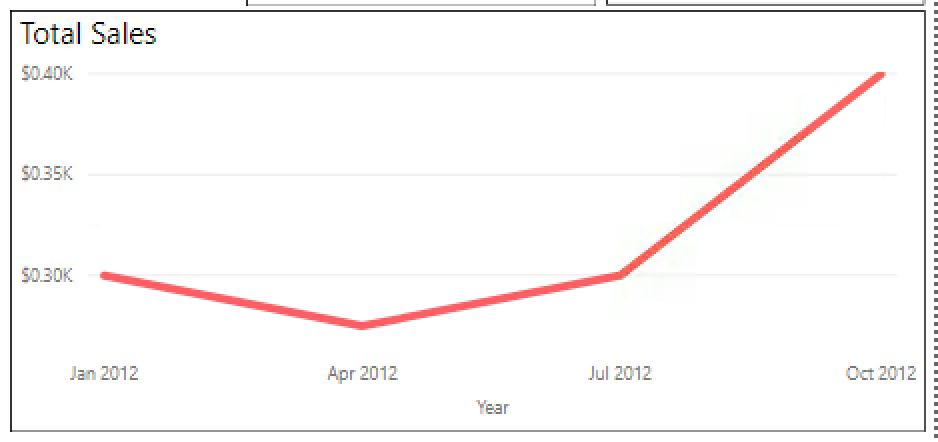 Total Sales
$0.40K
$0.35K
$0.30K
Jan 2012 Apr 2012 Jul 2012 Oct 2012
Year